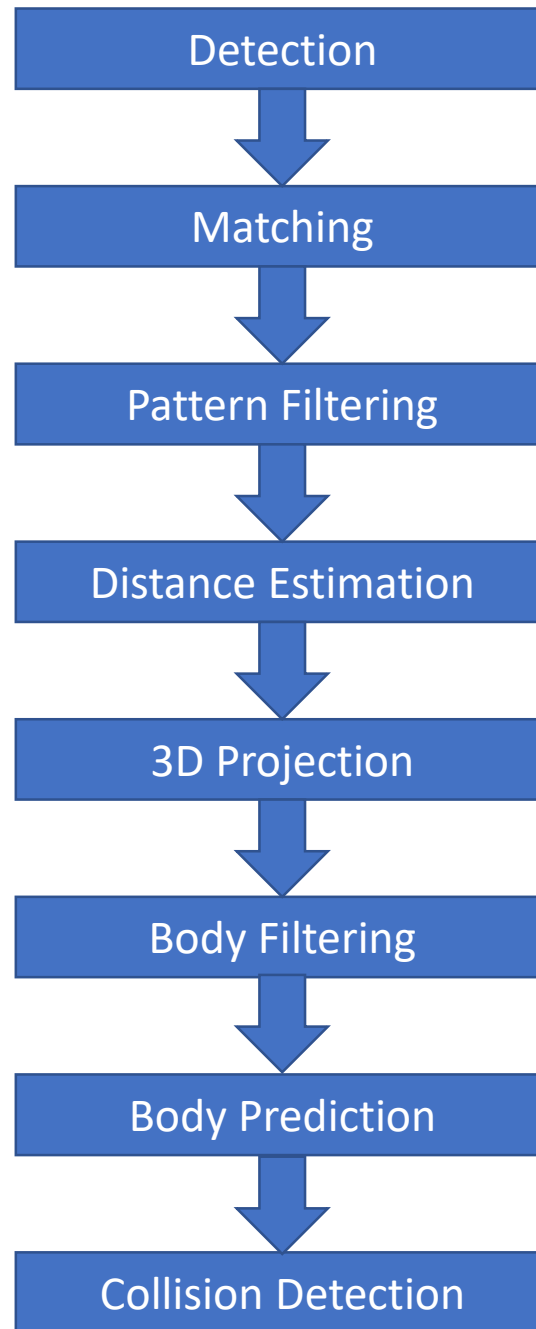 Detection
Matching
Pattern Filtering
Distance Estimation
3D Projection
Body Filtering
Body Prediction
Collision Detection